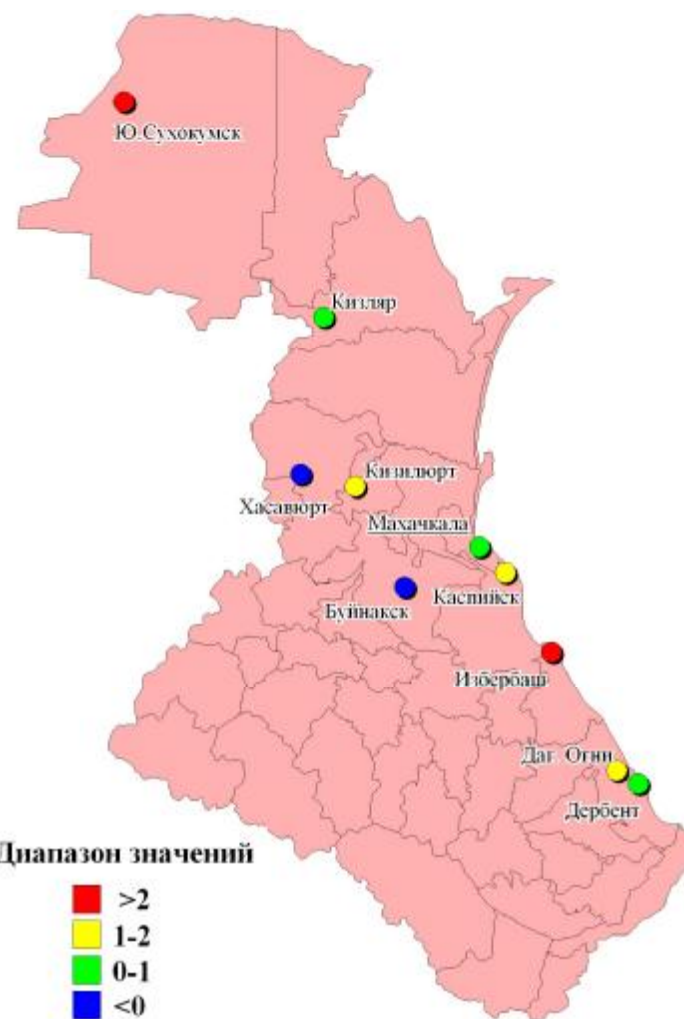 Ю.Сухокумск
Кизляр
Кизилюрт
Хасавюрт
Махачкала
Каспийск
Буйнакск
Избербаш
Даг. Огни
Дербент
Диапазон значений
>2
1-2
0-1
<0